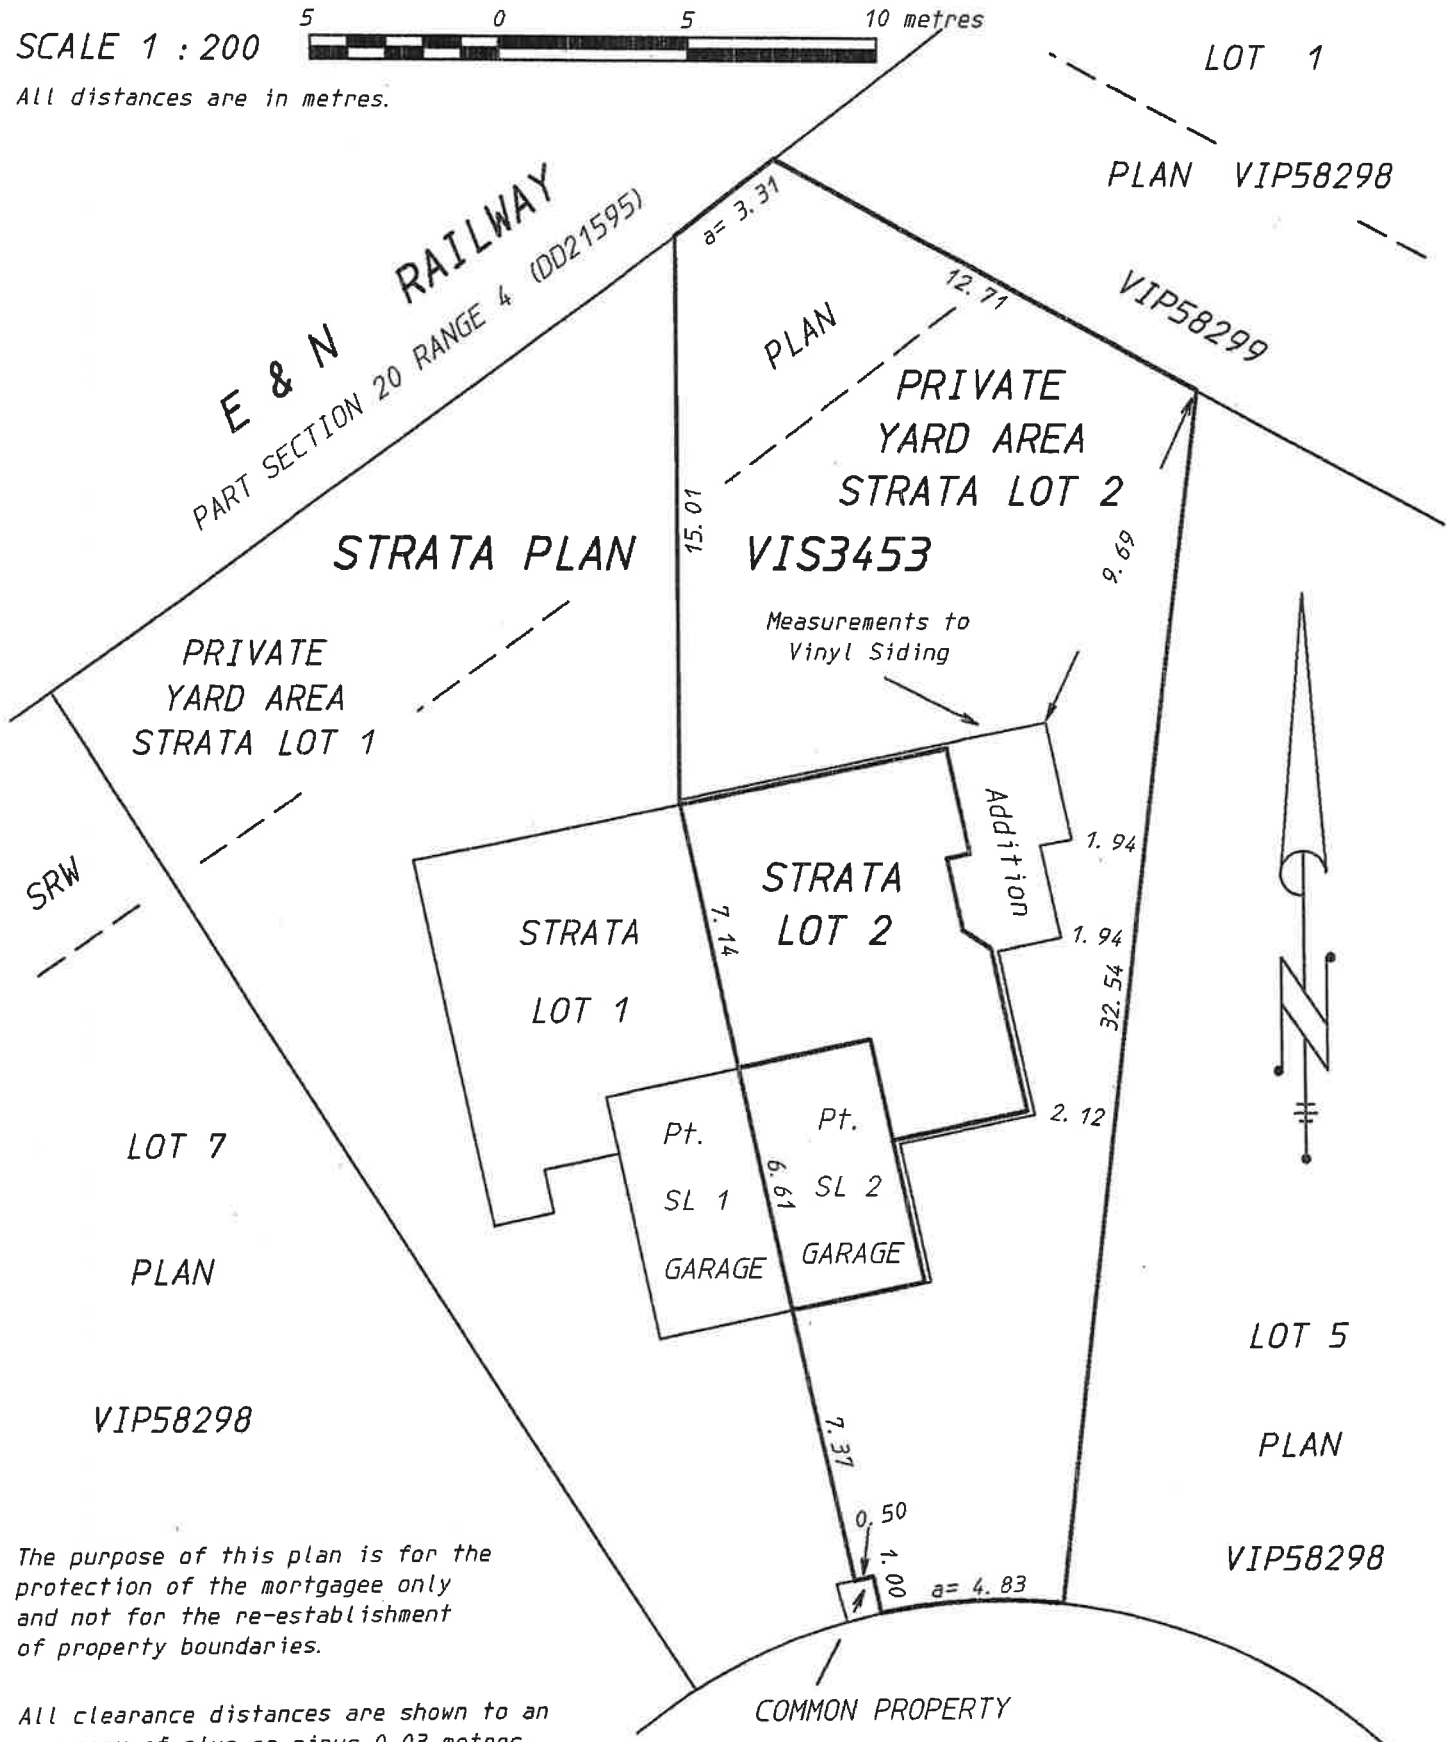 5 0 5 10 metres
SCALE 1 : 200
All distances are in metres.
LOT 1
PLAN VIP58298
E & N RAILWAY
PART SECTION 20 RANGE 4 (DD21595)
a= 3.31
12.71
VIP58299
PLAN
PRIVATE
YARD AREA
STRATA LOT 2
15.01
STRATA PLAN VIS3453
9.69
Measurements to
Vinyl Siding
PRIVATE
YARD AREA
STRATA LOT 1
SRW
Addition
1.94
STRATA
LOT 2
7.14
STRATA
LOT 1
1.94
32.54
N
2.12
Pt.
SL 1
GARAGE
6.61
Pt.
SL 2
GARAGE
LOT 7
PLAN
VIP58298
LOT 5
PLAN
VIP58298
7.37
0.50
1.00
a= 4.83
COMMON PROPERTY
The purpose of this plan is for the
protection of the mortgagee only
and not for the re-establishment
of property boundaries.
All clearance distances are shown to an